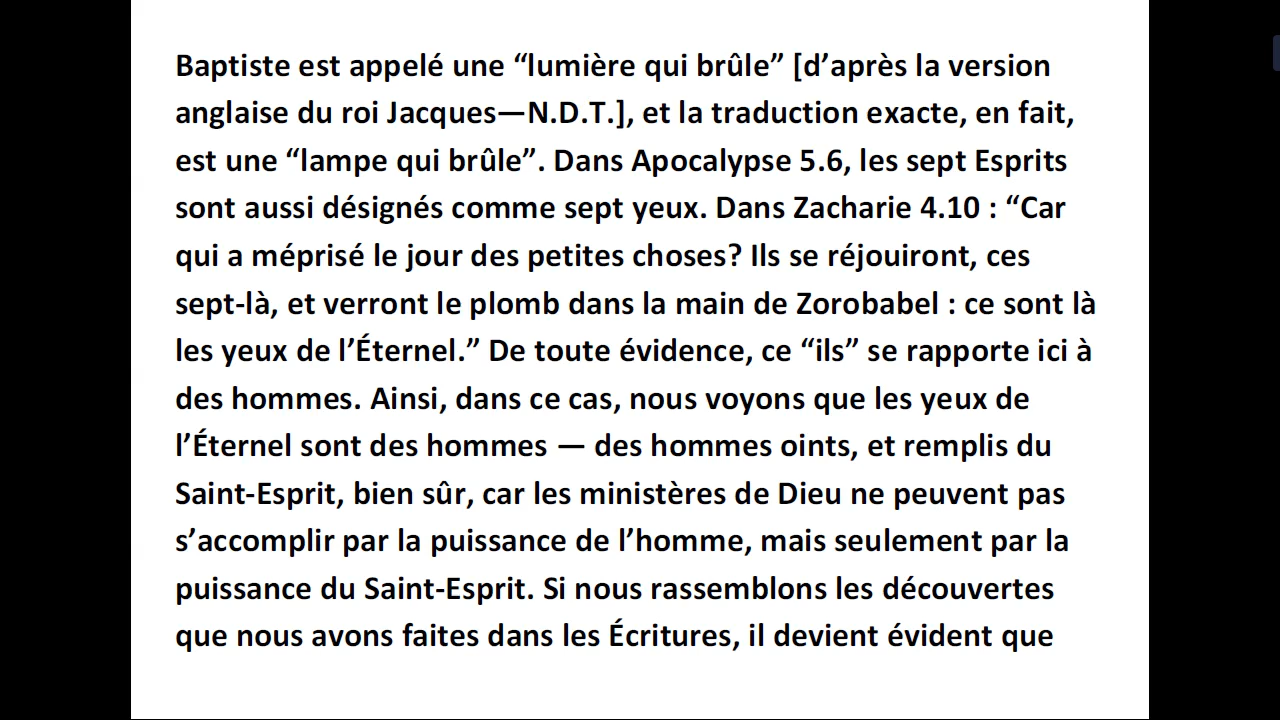 Baptiste est appelé une “lumière qui brûle” [d’après la version
anglaise du roi Jacques—N.D.T.], et la traduction exacte, en fait,
est une “lampe qui brûle”. Dans Apocalypse 5.6, les sept Esprits
sont aussi désignés comme sept yeux. Dans Zacharie 4.10 : “Car
qui a méprisé le jour des petites choses? Ils se réjouiront, ces
sept-là, et verront le plomb dans la main de Zorobabel : ce sont là
les yeux de l’Éternel.” De toute évidence, ce “ils” se rapporte ici à
des hommes. Ainsi, dans ce cas, nous voyons que les yeux de
l’Éternel sont des hommes — des hommes oints, et remplis du
Saint-Esprit, bien sûr, car les ministères de Dieu ne peuvent pas
s’accomplir par la puissance de l’homme, mais seulement par la
puissance du Saint-Esprit. Si nous rassemblons les découvertes
que nous avons faites dans les Écritures, il devient évident que